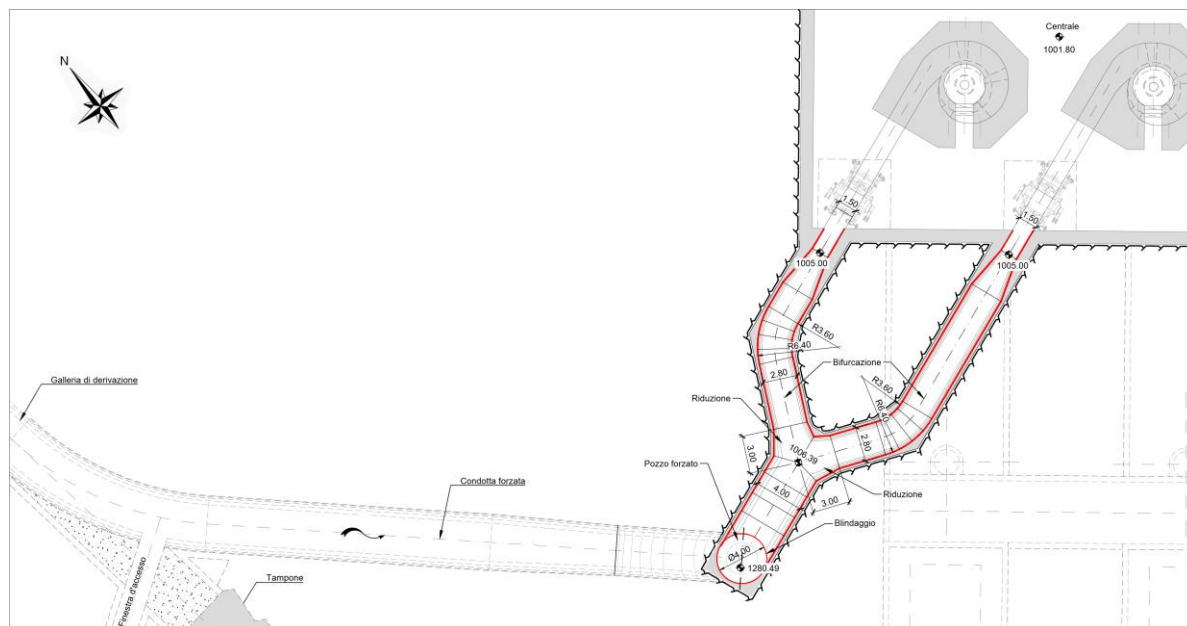 Centrale
1001.80
N
1.50
1.50
1005.00
1005.00
R3.60
R6.40
Bifurcazione
2.80
R3.60
R6.40
Galleria di derivazione
Riduzione
2.80
3.00
1006.39
Pozzo forzato
Condotta forzata
4.00
Riduzione
3.00
Blindaggio
Ø4.00
1280.49
Tampone
Finestra d'accesso